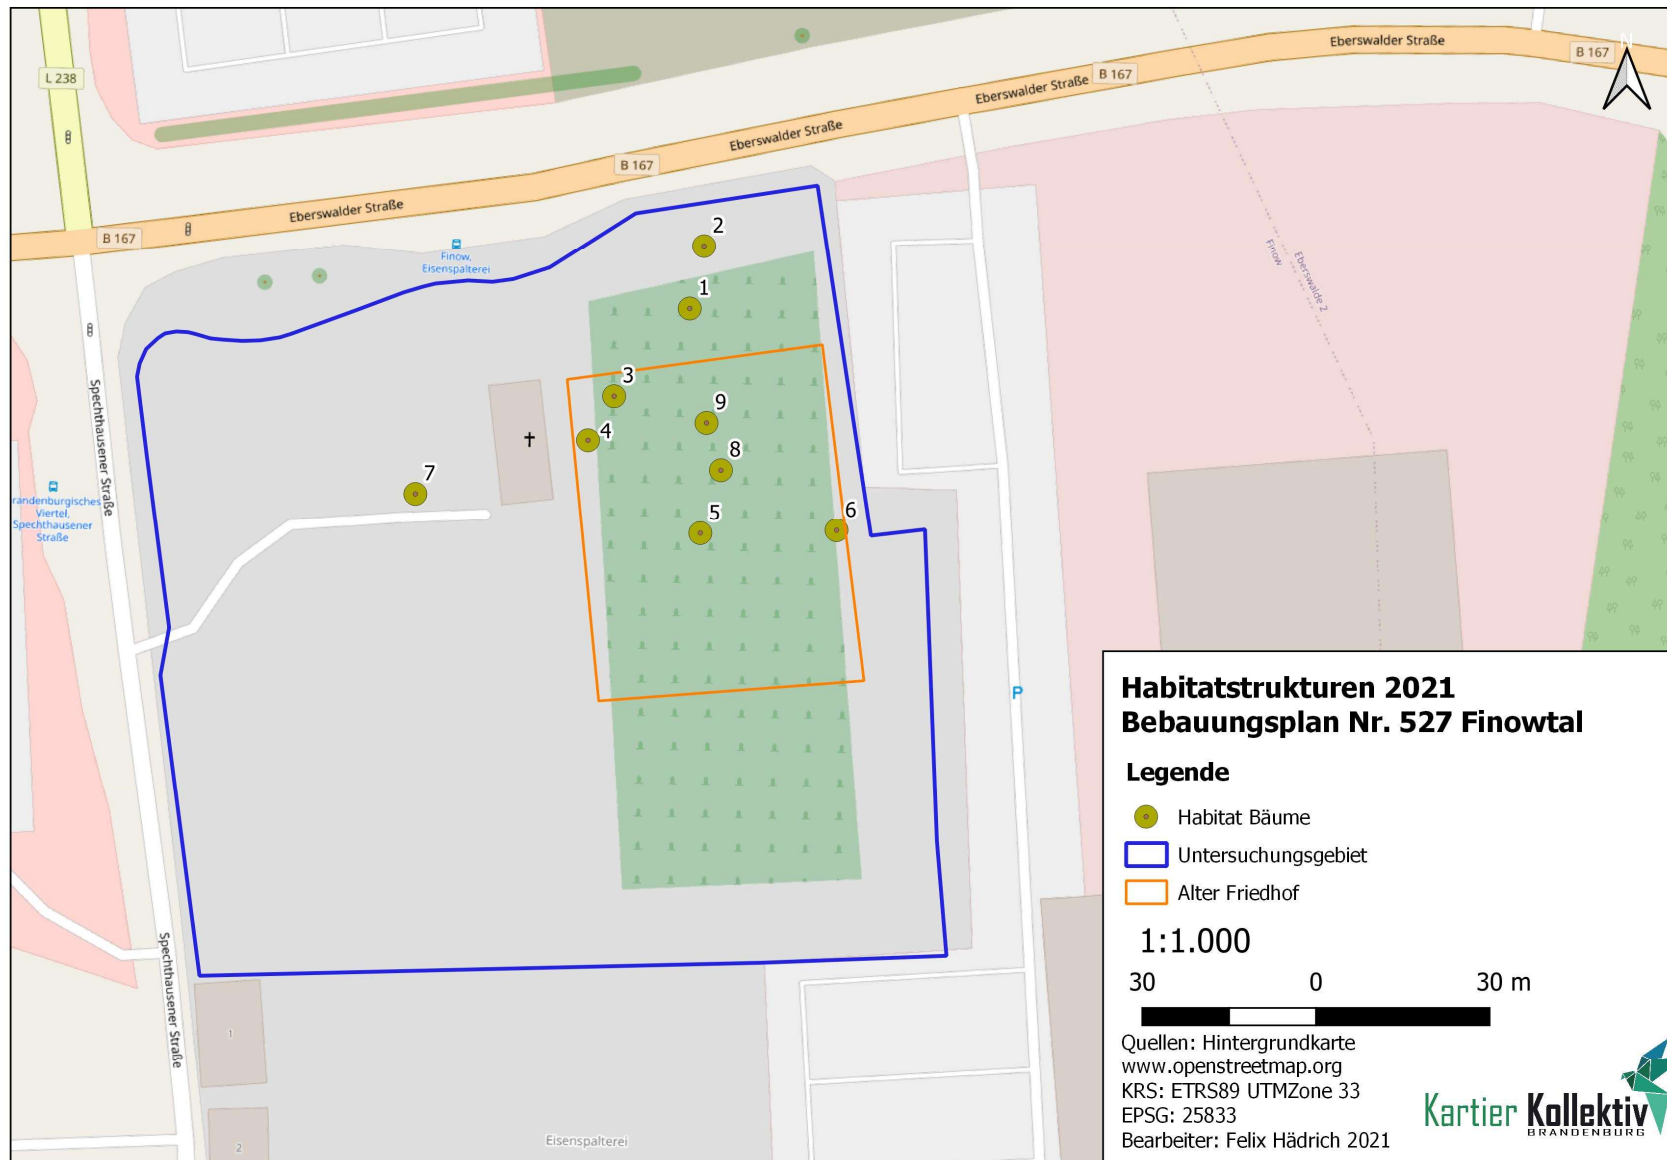 L 238
Eberswalder Straße
B 167
N
B 167
Eberswalder Straße
Eberswalder Straße
B 167
Eberswalder Straße
B 167
Finow,
Eisenspalterei
2
1
Finow
Eberswalde 2
3
9
4
8
7
5
6
Spechthausener Straße
randenburgisches
Viertel,
Spechthausener
Straße
P
Spechthausener Straße
1
2
Eisenspalterei
Habitatstrukturen 2021
Bebauungsplan Nr. 527 Finowtal
Legende
Habitat Bäume
Untersuchungsgebiet
Alter Friedhof
1:1.000
30 0 30 m
Quellen: Hintergrundkarte
www.openstreetmap.org
KRS: ETRS89 UTMZone 33
EPSG: 25833
Bearbeiter: Felix Hädrich 2021
Kartier Kollektiv
BRANDENBURG